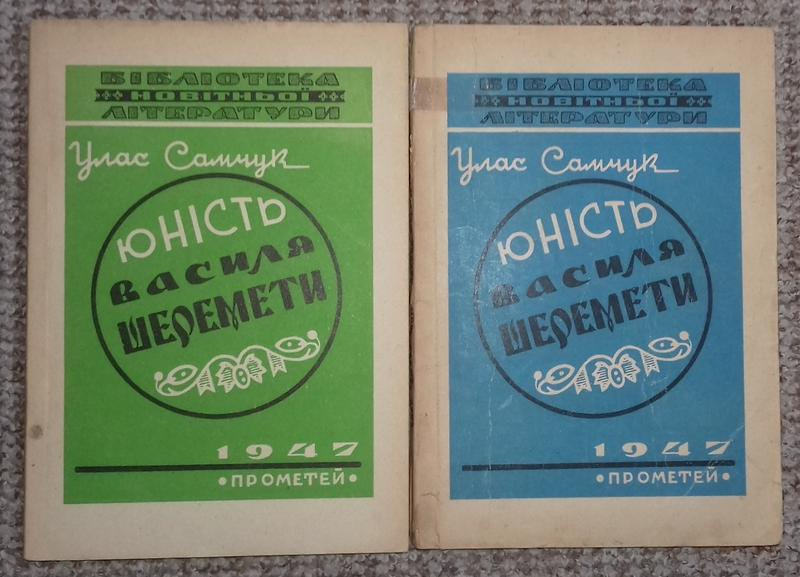 БІБЛІОТЕКА
НОВІТНЬОЇ
ЛІТЕРАТУРИ
Улас Самчук
ЮНІСТЬ
ВАСИЛЯ
ШЕРЕМЕТИ
1947
•ПРОМЕТЕЙ•
БІБЛІОТЕКА
НОВІТНЬОЇ
ЛІТЕРАТУРИ
Улас Самчук
ЮНІСТЬ
ВАСИЛЯ
ШЕРЕМЕТИ
1947
•ПРОМЕТЕЙ•